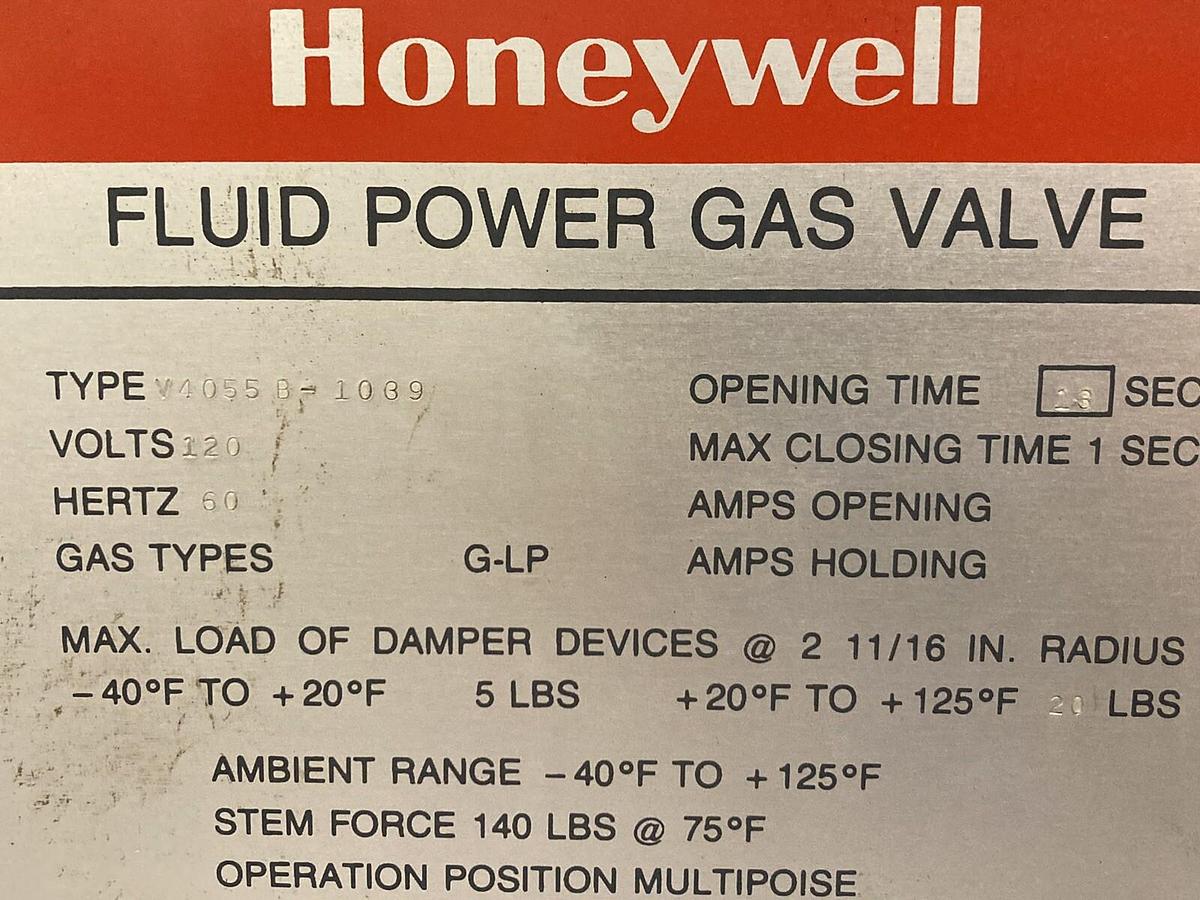 Honeywell
FLUID POWER GAS VALVE
TYPE V4055 B- 1039
OPENING TIME 13 SEC
VOLTS 120
MAX CLOSING TIME 1 SEC
HERTZ 60
AMPS OPENING
GAS TYPES G-LP
AMPS HOLDING
MAX. LOAD OF DAMPER DEVICES @ 2 11/16 IN. RADIUS
-40°F TO +20°F 5 LBS +20°F TO +125°F 20 LBS
AMBIENT RANGE -40°F TO +125°F
STEM FORCE 140 LBS @ 75°F
OPERATION POSITION MULTIPOISE